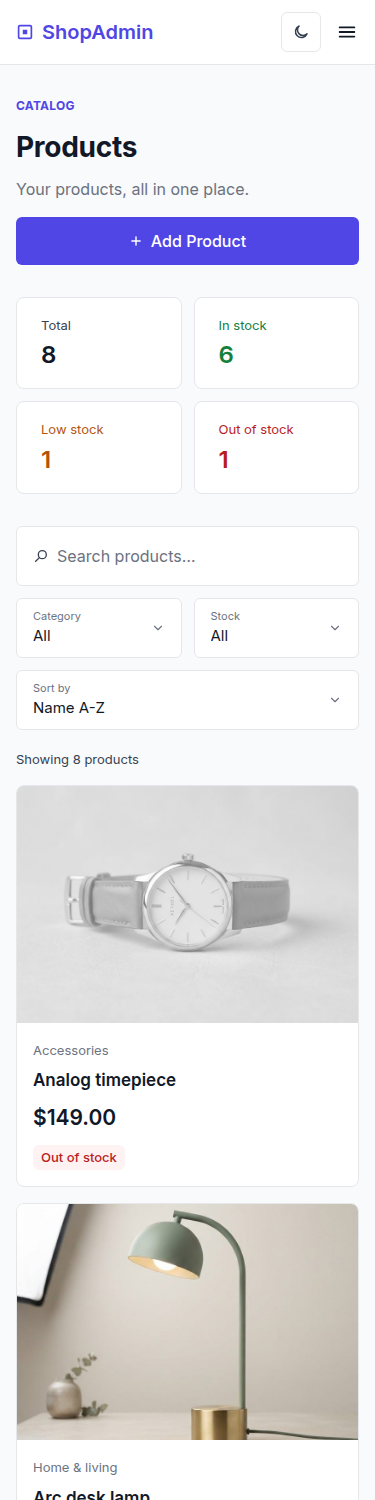 ShopAdmin
CATALOG
Products
Your products, all in one place.
+ Add Product
Total
8
In stock
6
Low stock
1
Out of stock
1
Search products...
Category
All
Stock
All
Sort by
Name A-Z
Showing 8 products
Accessories
Analog timepiece
$149.00
Out of stock
Home & living
Arc desk lamp